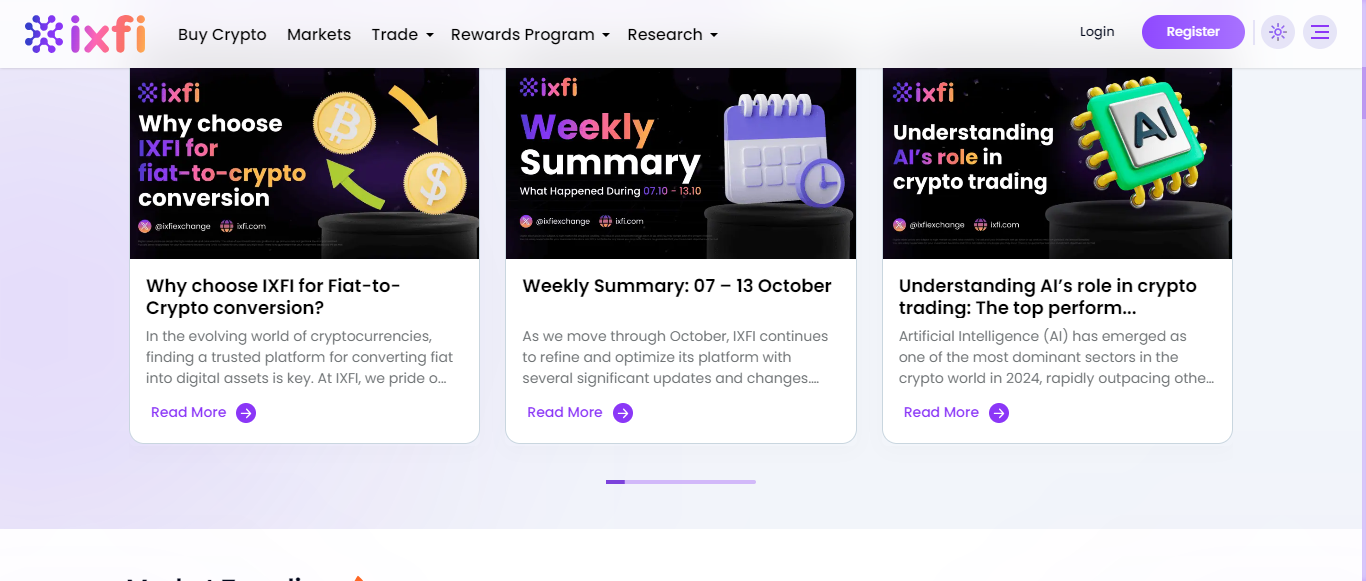 ixfi
Buy Crypto
Markets
Trade
Rewards Program
Research
Login
Register
ixfi
Why choose
IXFI for
fiat-to-crypto
conversion
@ixfiexchange
ixfi.com
ixfi
Weekly
Summary
What Happened During 07.10 - 13.10
@ixfiexchange
ixfi.com
ixfi
Understanding
AI's role in
crypto trading
AI
@ixfiexchange
ixfi.com
Why choose IXFI for Fiat-to-
Crypto conversion?
In the evolving world of cryptocurrencies,
finding a trusted platform for converting fiat
into digital assets is key. At IXFI, we pride o...
Read More
Weekly Summary: 07 – 13 October
As we move through October, IXFI continues
to refine and optimize its platform with
several significant updates and changes....
Read More
Understanding AI’s role in crypto
trading: The top perform...
Artificial Intelligence (AI) has emerged as
one of the most dominant sectors in the
crypto world in 2024, rapidly outpacing othe...
Read More